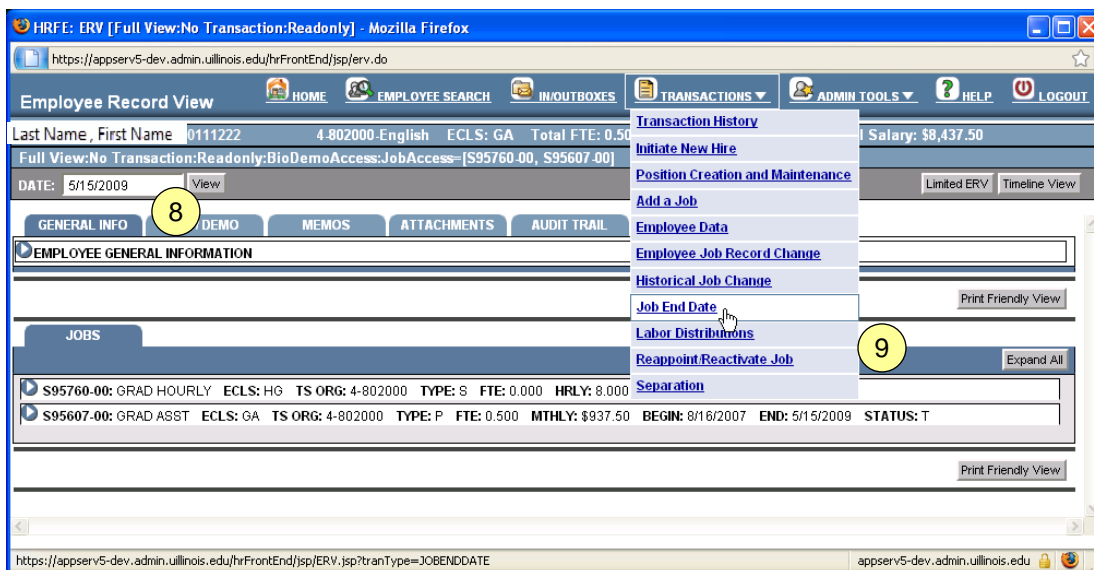 HRFE: ERV [Full View:No Transaction:Readonly] - Mozilla Firefox
https://appserv5-dev.admin.uillinois.edu/hrFrontEnd/jsp/erv.do
Employee Record View HOME EMPLOYEE SEARCH IN/OUTBOXES TRANSACTIONS ADMIN TOOLS HELP LOGOUT
Last Name, First Name 0111222 4-802000-English ECLS: GA Total FTE: 0.50 l Salary: $8,437.50
Full View:No Transaction:Readonly:BioDemoAccess:JobAccess=[S95760-00, S95607-00]
DATE: 5/15/2009 View Limited ERV Timeline View
Transaction History
Initiate New Hire
Position Creation and Maintenance
Add a Job
Employee Data
Employee Job Record Change
Historical Job Change
Job End Date
Labor Distributions
Reappoint/Reactivate Job
Separation
8
9
GENERAL INFO /DEMO MEMOS ATTACHMENTS AUDIT TRAIL
EMPLOYEE GENERAL INFORMATION
Print Friendly View
JOBS
Expand All
S95760-00: GRAD HOURLY ECLS: HG TS ORG: 4-802000 TYPE: S FTE: 0.000 HRLY: 8.000
S95607-00: GRAD ASST ECLS: GA TS ORG: 4-802000 TYPE: P FTE: 0.500 MTHLY: $937.50 BEGIN: 8/16/2007 END: 5/15/2009 STATUS: T
Print Friendly View
https://appserv5-dev.admin.uillinois.edu/hrFrontEnd/jsp/ERV.jsp?tranType=JOBENDDATE appserv5-dev.admin.uillinois.edu